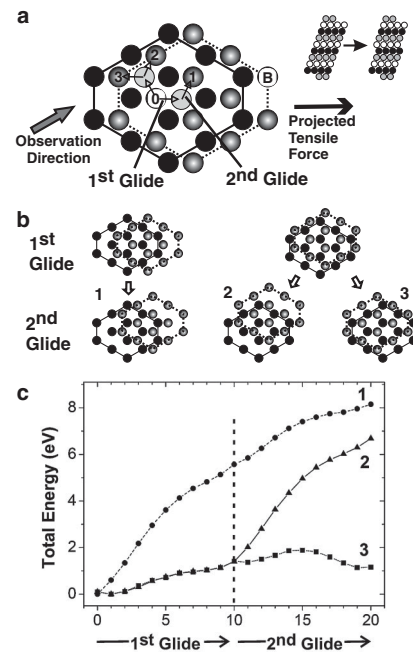 a
2
3
1
0
B
Observation
Direction
1st Glide
2nd Glide
Projected
Tensile
Force
b
1st
Glide
2nd
Glide
1
2
3
c
Total Energy (eV)
8
6
4
2
0
0 5 10 15 20
1
2
3
1st Glide
2nd Glide